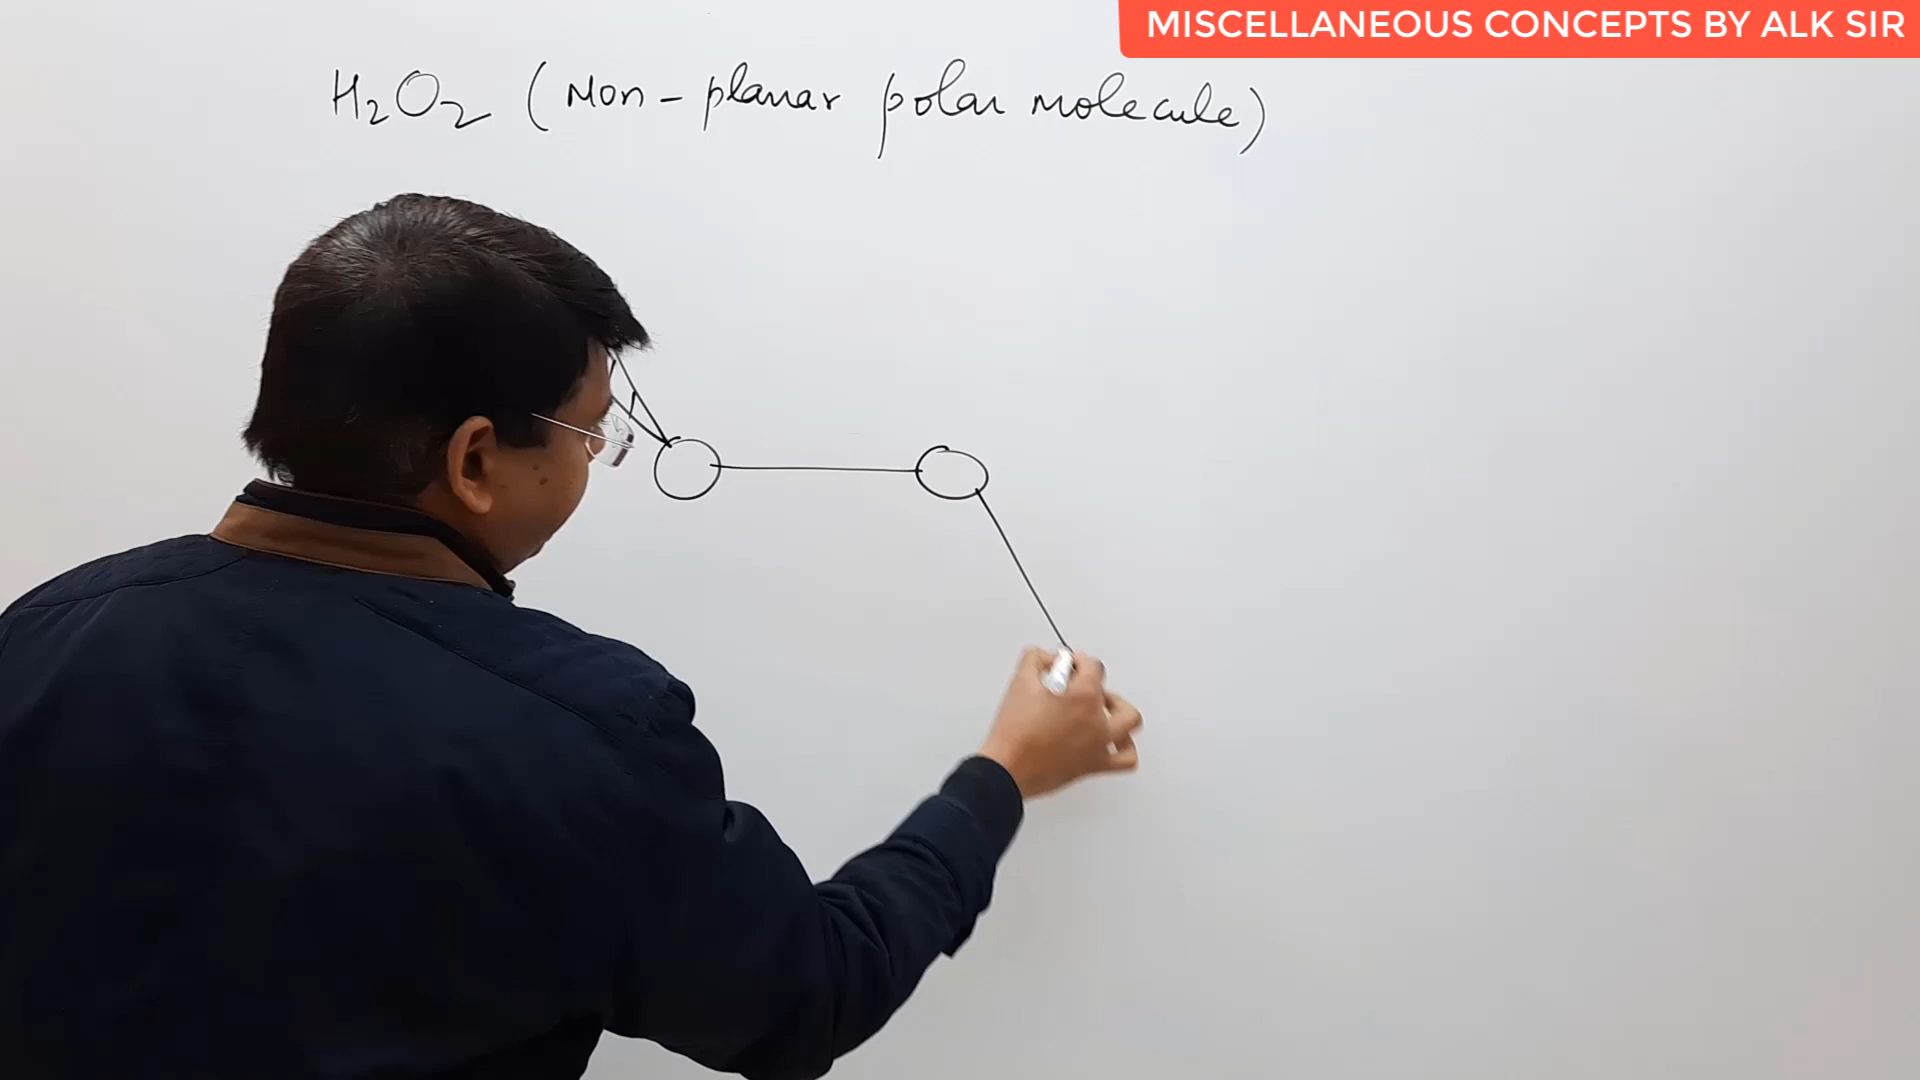 MISCELLANEOUS CONCEPTS BY ALK SIR
H₂O₂ (Non-planar polar molecule)